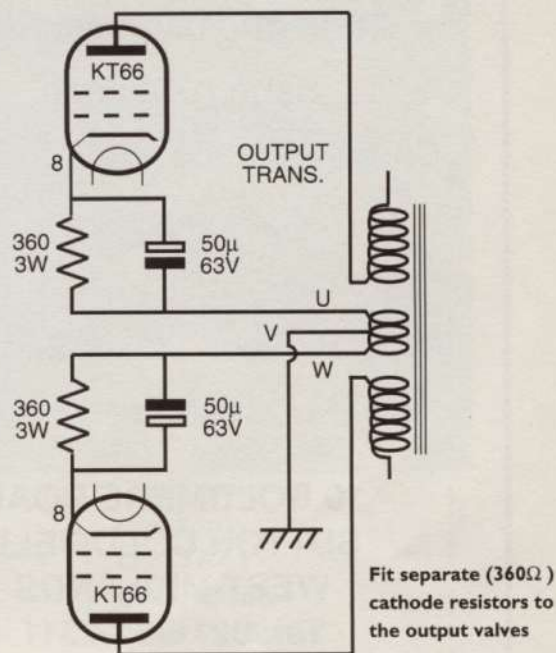 KT66
8
OUTPUT
TRANS.
360
3W
50µ
63V
U
V
W
360
3W
50µ
63V
8
KT66
Fit separate (360Ω)
cathode resistors to
the output valves